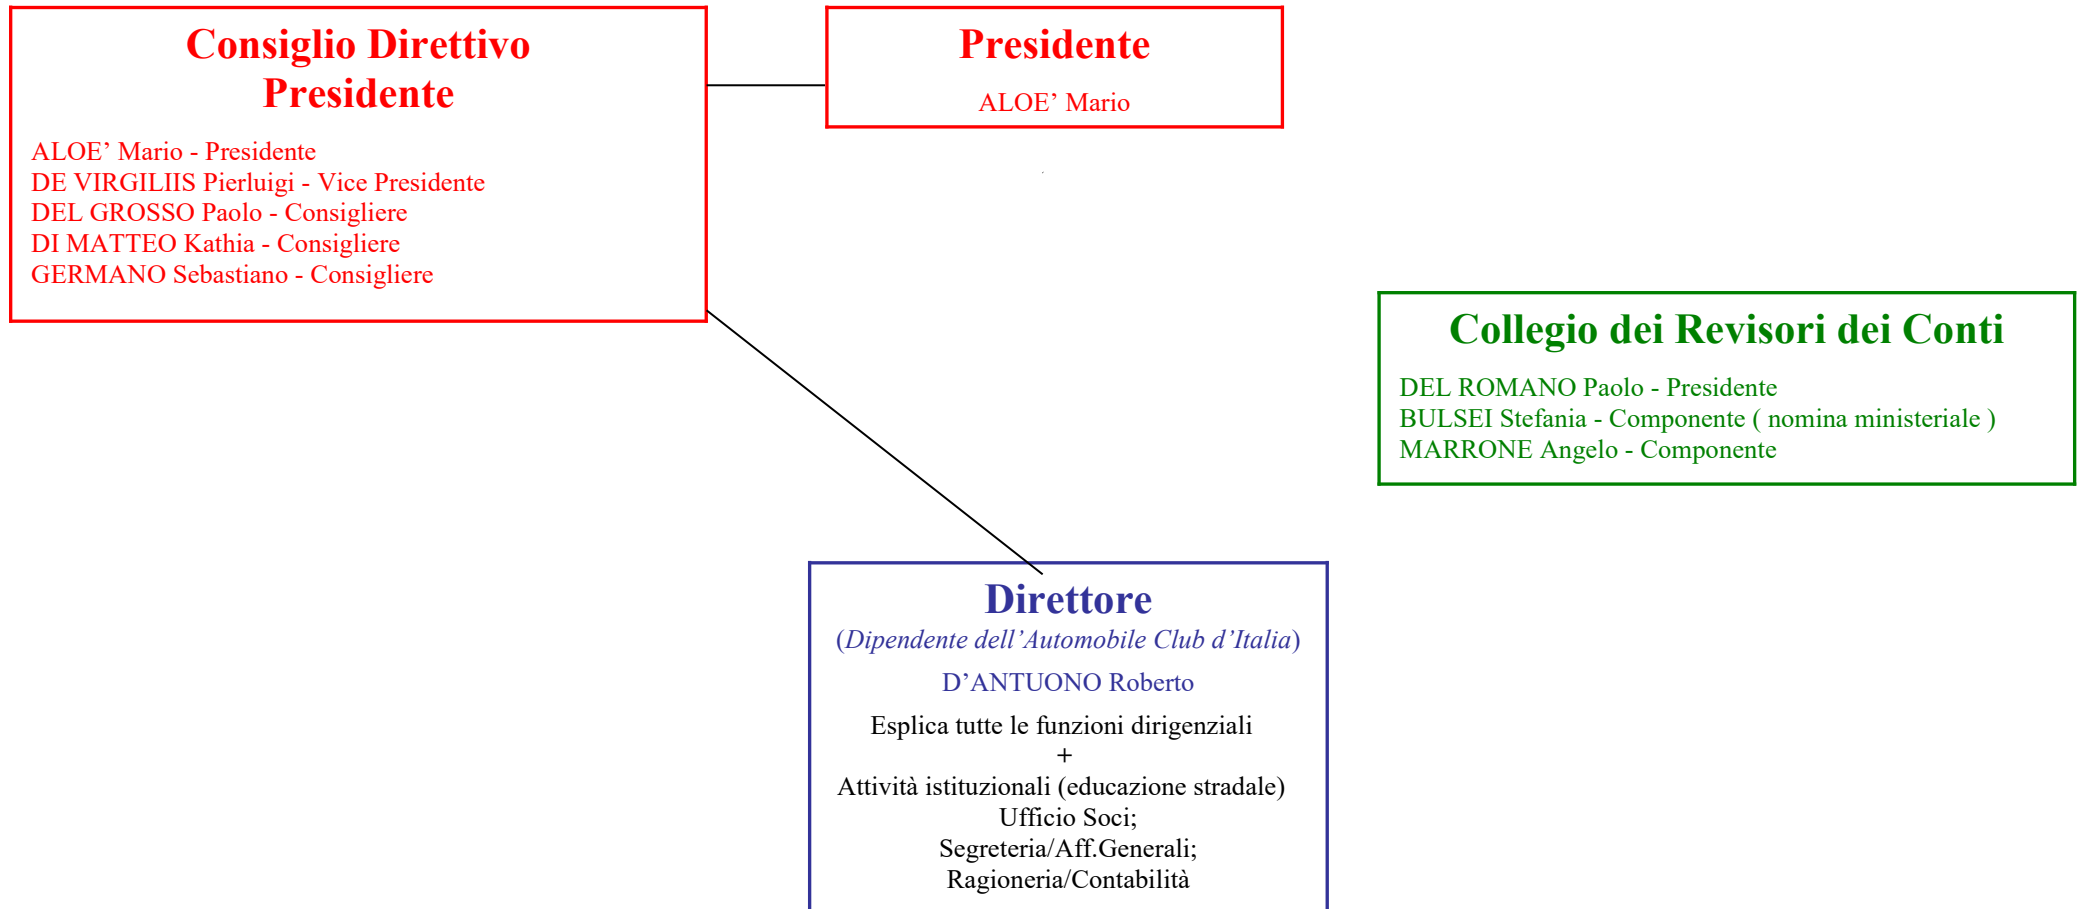 Consiglio Direttivo
Presidente
ALOE’ Mario - Presidente
DE VIRGILIIS Pierluigi - Vice Presidente
DEL GROSSO Paolo - Consigliere
DI MATTEO Kathia - Consigliere
GERMANO Sebastiano - Consigliere
Presidente
ALOE’ Mario
Collegio dei Revisori dei Conti
DEL ROMANO Paolo - Presidente
BULSEI Stefania - Componente ( nomina ministeriale )
MARRONE Angelo - Componente
Direttore
(Dipendente dell’Automobile Club d’Italia)
D’ANTUONO Roberto
Esplica tutte le funzioni dirigenziali
+
Attività istituzionali (educazione stradale)
Ufficio Soci;
Segreteria/Aff.Generali;
Ragioneria/Contabilità